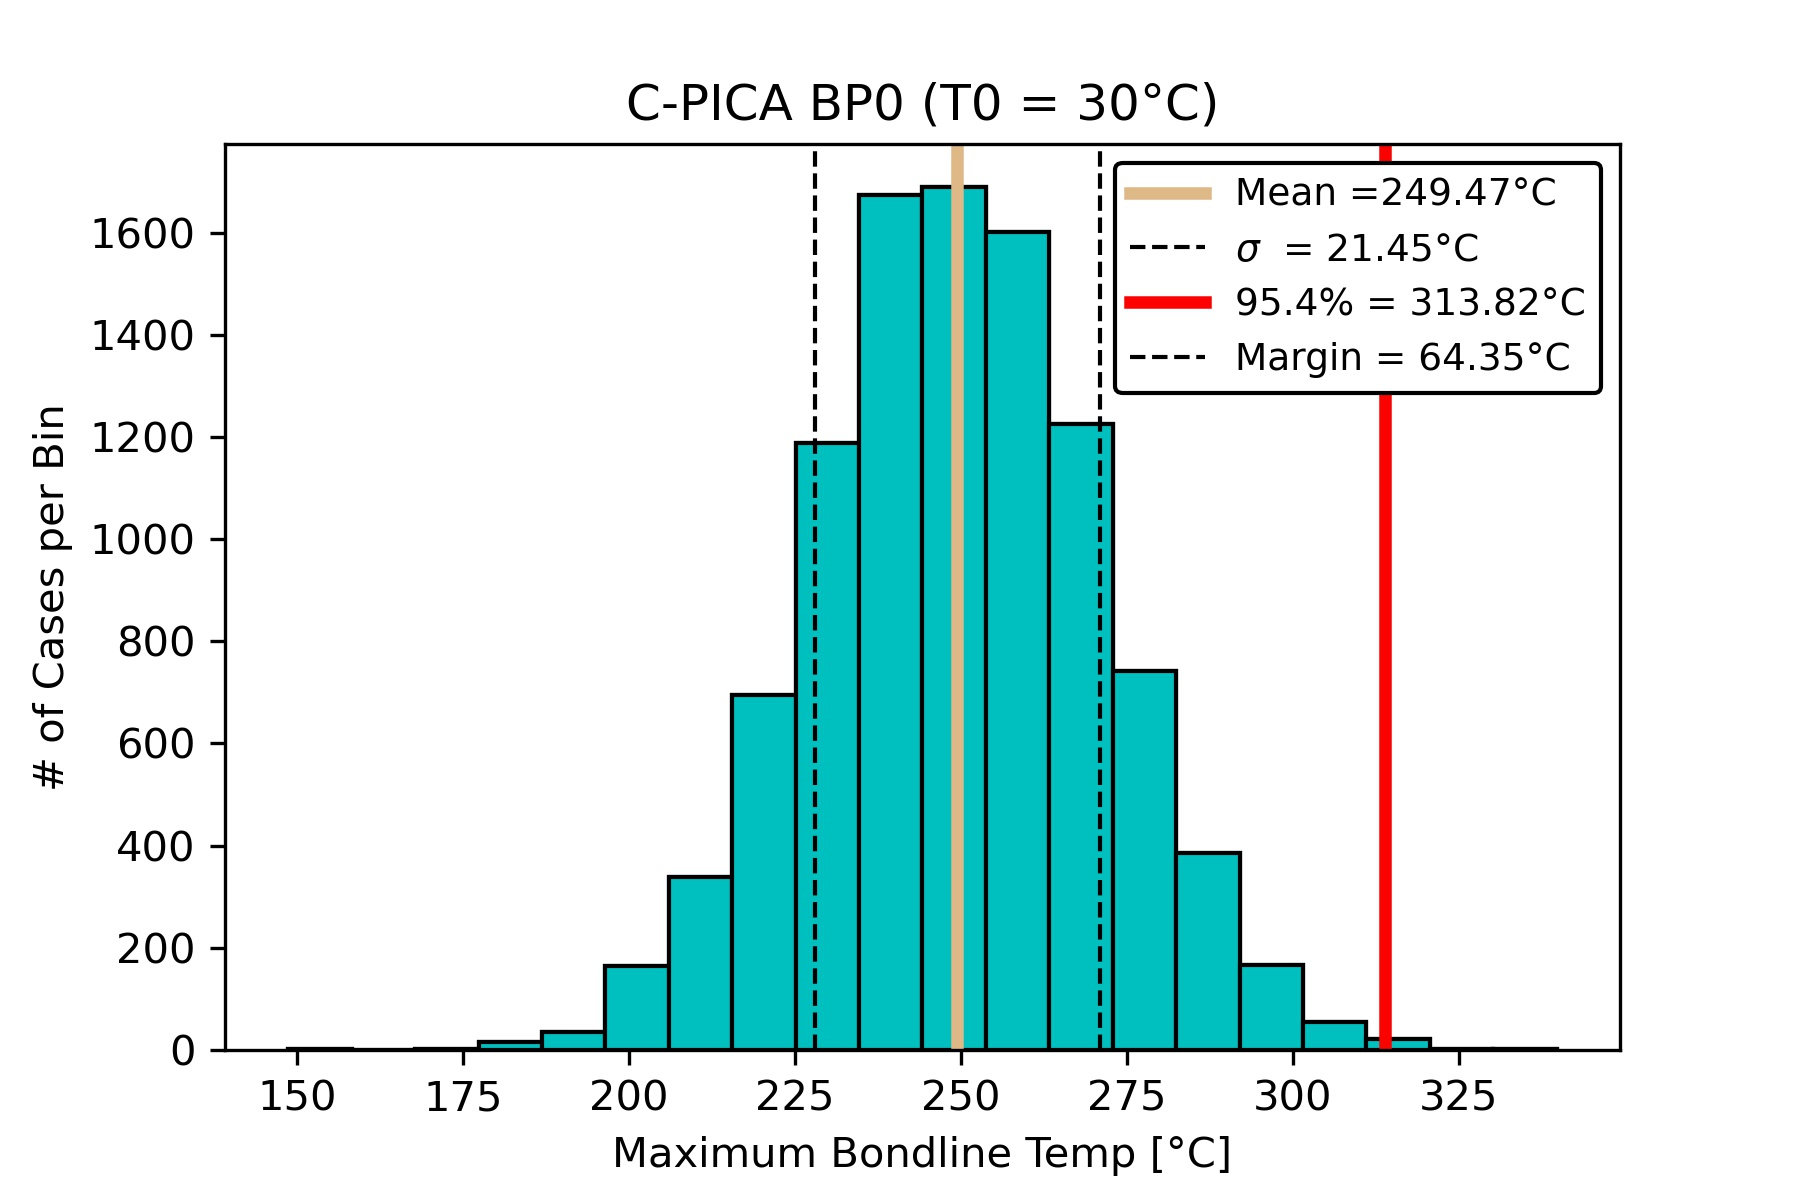 C-PICA BP0 (T0 = 30°C)
Mean =249.47°C
σ = 21.45°C
95.4% = 313.82°C
Margin = 64.35°C
# of Cases per Bin
1600
1400
1200
1000
800
600
400
200
0
150 175 200 225 250 275 300 325
Maximum Bondline Temp [°C]